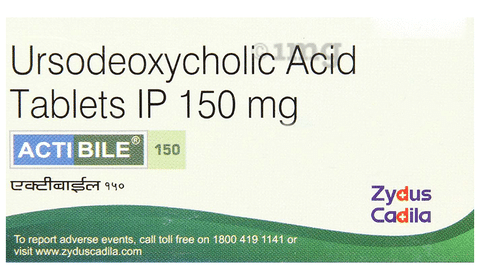 Ursodeoxycholic Acid
Tablets IP 150 mg
ACTIBILE® 150
एक्टीबाईल १५०
Zydus
Cadila
To report adverse events, call toll free on 1800 419 1141 or
visit www.zyduscadila.com
1mg